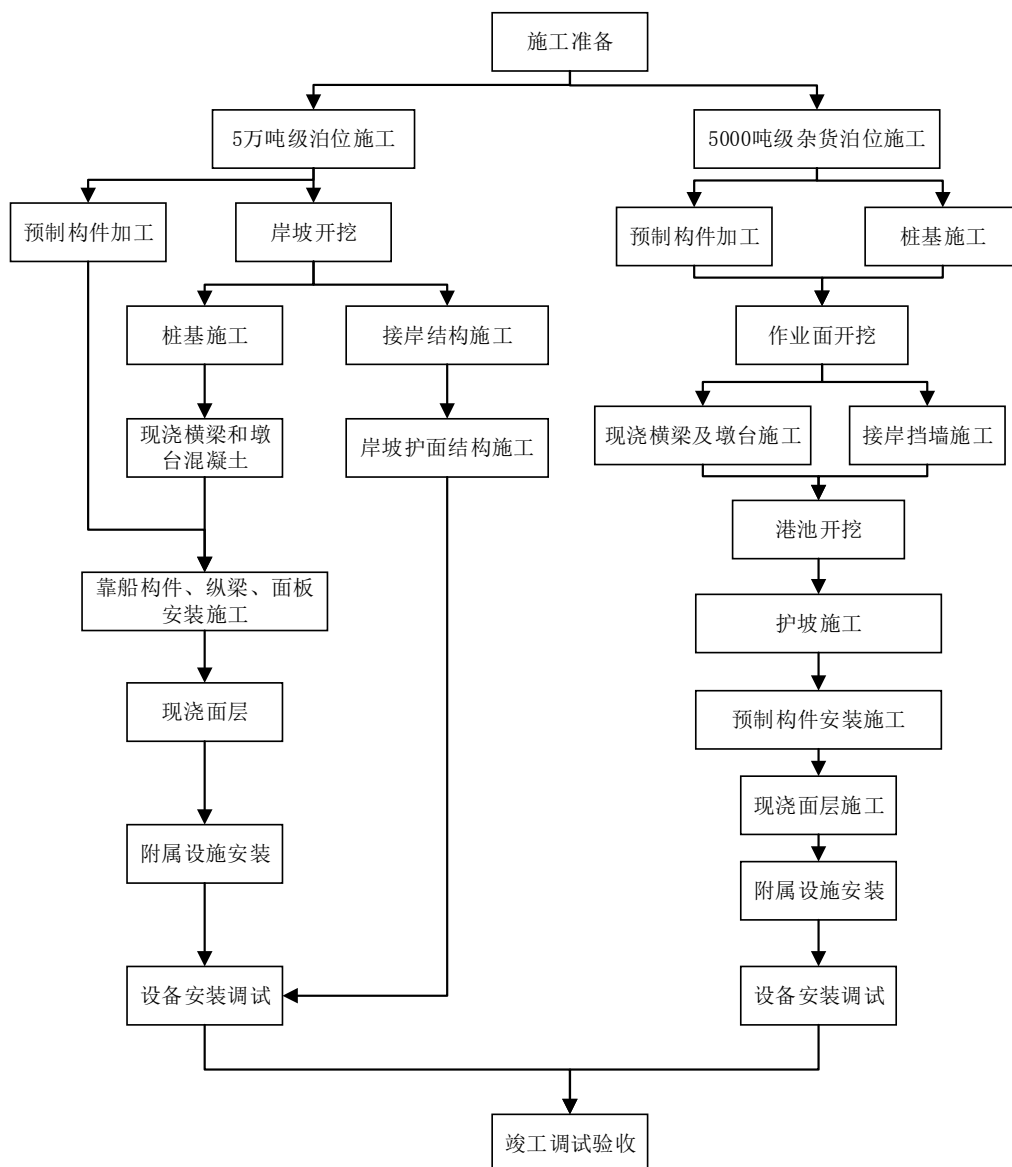 施工准备
5万吨级泊位施工
5000吨级杂货泊位施工
预制构件加工
岸坡开挖
预制构件加工
桩基施工
桩基施工
接岸结构施工
作业面开挖
现浇横梁和墩
台混凝土
岸坡护面结构施工
现浇横梁及墩台施工
接岸挡墙施工
港池开挖
靠船构件、纵梁、面板
安装施工
护坡施工
现浇面层
预制构件安装施工
现浇面层施工
附属设施安装
附属设施安装
设备安装调试
设备安装调试
竣工调试验收